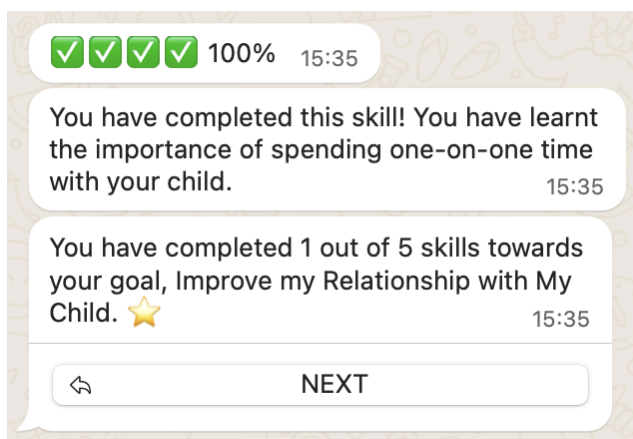 ✅✅✅✅ 100% 15:35
You have completed this skill! You have learnt
the importance of spending one-on-one time
with your child. 15:35
You have completed 1 out of 5 skills towards
your goal, Improve my Relationship with My
Child. ⭐ 15:35
NEXT